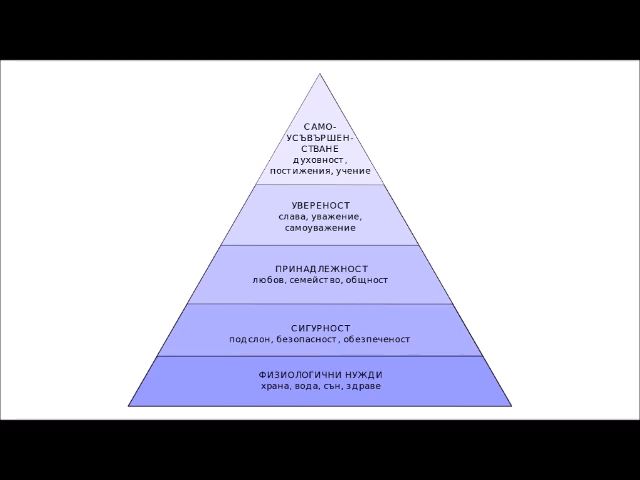 САМО-
УСЪВЪРШЕН-
СТВАНЕ
духовност,
постижения, учение
УВЕРЕНОСТ
слава, уважение,
самоуважение
ПРИНАДЛЕЖНОСТ
любов, семейство, общност
СИГУРНОСТ
подслон, безопасност, обезпеченост
ФИЗИОЛОГИЧНИ НУЖДИ
храна, вода, сън, здраве